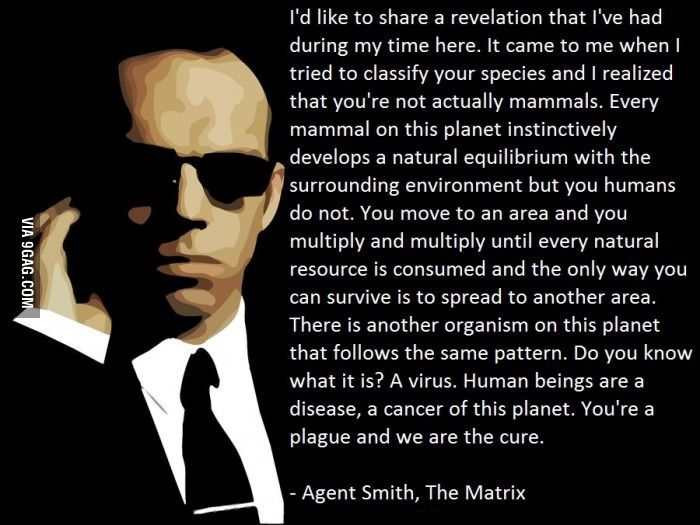 I'd like to share a revelation that I've had
during my time here. It came to me when I
tried to classify your species and I realized
that you're not actually mammals. Every
mammal on this planet instinctively
develops a natural equilibrium with the
surrounding environment but you humans
do not. You move to an area and you
multiply and multiply until every natural
resource is consumed and the only way you
can survive is to spread to another area.
There is another organism on this planet
that follows the same pattern. Do you know
what it is? A virus. Human beings are a
disease, a cancer of this planet. You're a
plague and we are the cure.
- Agent Smith, The Matrix
VIA 9GAG.COM